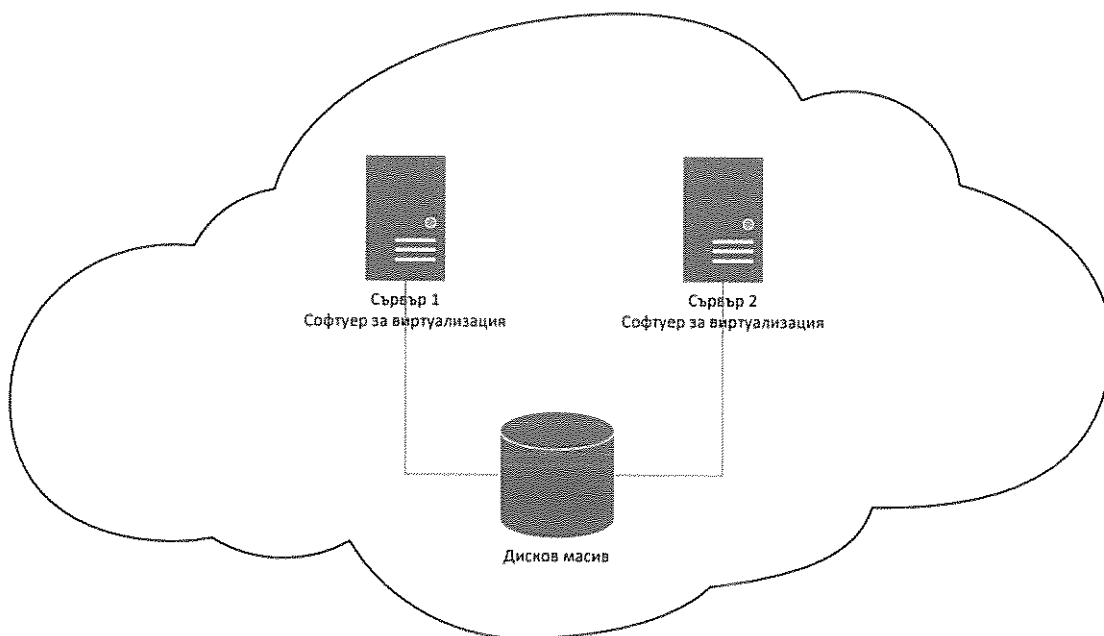 Сървър 1
Софтуер за виртуализация
Сървър 2
Софтуер за виртуализация
Дисков масив